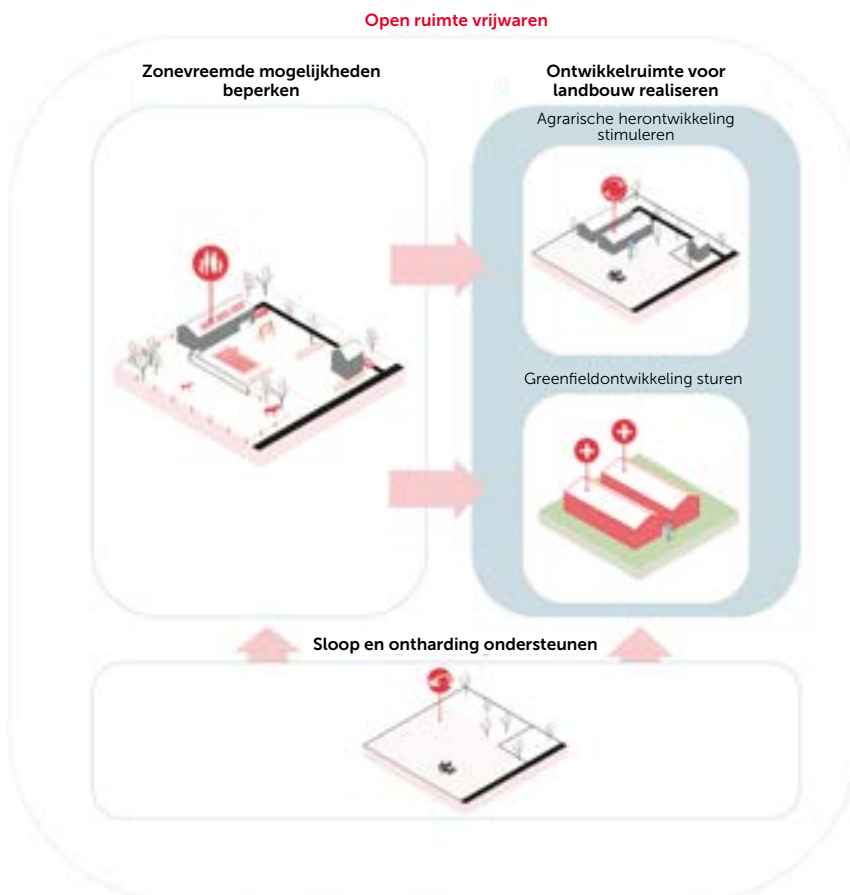 Open ruimte vrijwaren
Zonevreemde mogelijkheden
beperken
Ontwikkelruimte voor
landbouw realiseren
Agrarische herontwikkeling
stimuleren
Greenfieldontwikkeling sturen
Sloop en ontharding ondersteunen